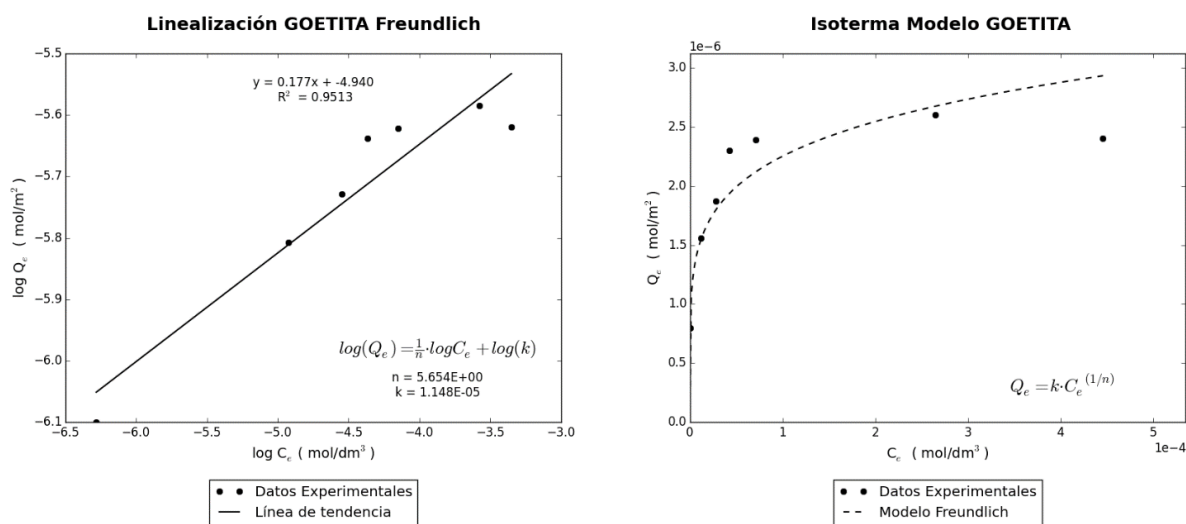 Linealización GOETITA Freundlich
−5.5
−5.6
−5.7
−5.8
−5.9
−6.0
−6.1
log Qₑ ( mol/m² )
y = 0.177x + -4.940
R² = 0.9513
log(Qₑ)=1/n·logCₑ+log(k)
n = 5.654E+00
k = 1.148E-05
−6.5 −6.0 −5.5 −5.0 −4.5 −4.0 −3.5 −3.0
log Cₑ ( mol/dm³ )
Datos Experimentales
Línea de tendencia
Isoterma Modelo GOETITA
1e−6
3.0
2.5
2.0
1.5
1.0
0.5
0.0
Qₑ ( mol/m² )
Qₑ=k·Cₑ^(1/n)
0 1 2 3 4 5
1e−4
Cₑ ( mol/dm³ )
Datos Experimentales
Modelo Freundlich